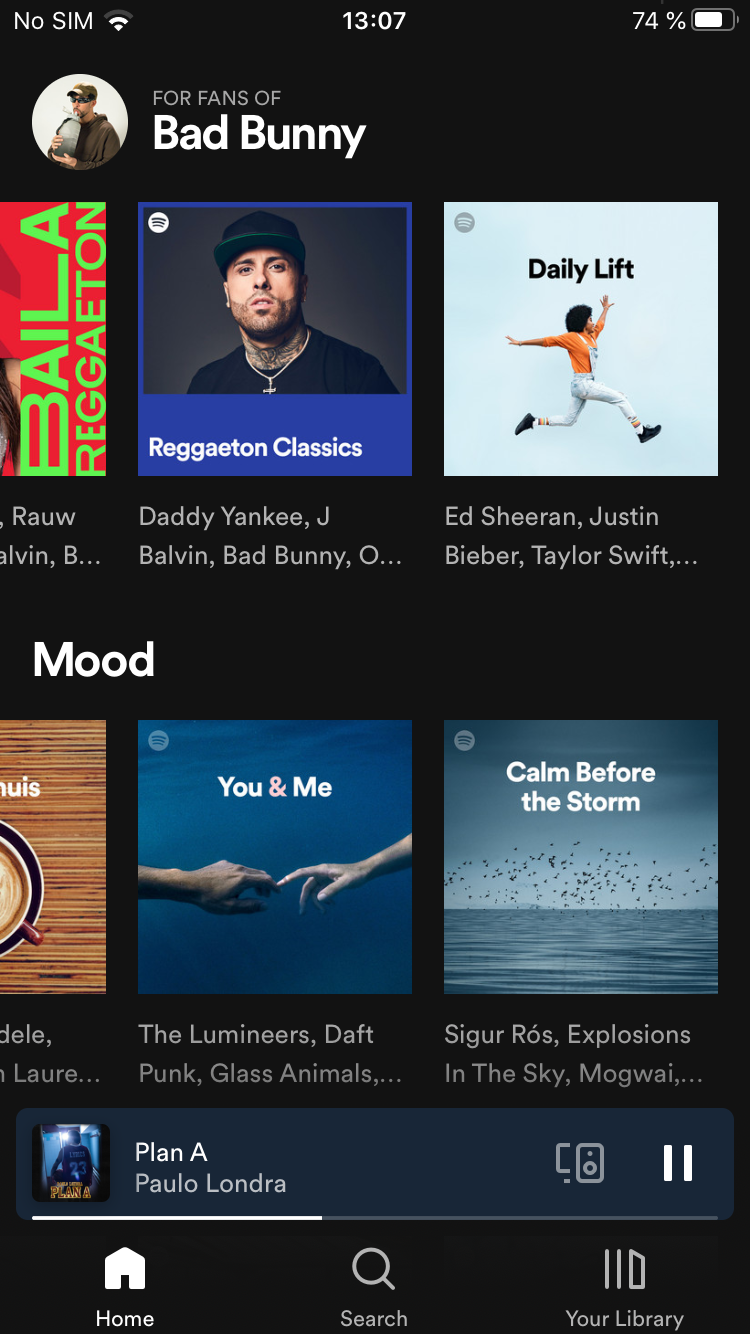 No SIM 13:07 74 %
FOR FANS OF
Bad Bunny
BAILA
REGGAETON
Reggaeton Classics
Daily Lift
, Rauw
alvin, B...
Daddy Yankee, J
Balvin, Bad Bunny, O...
Ed Sheeran, Justin
Bieber, Taylor Swift,...
Mood
You & Me
Calm Before
the Storm
dele,
Laure...
The Lumineers, Daft
Punk, Glass Animals,...
Sigur Rós, Explosions
In The Sky, Mogwai,...
23
PLAN A
Plan A
Paulo Londra
Home
Search
Your Library